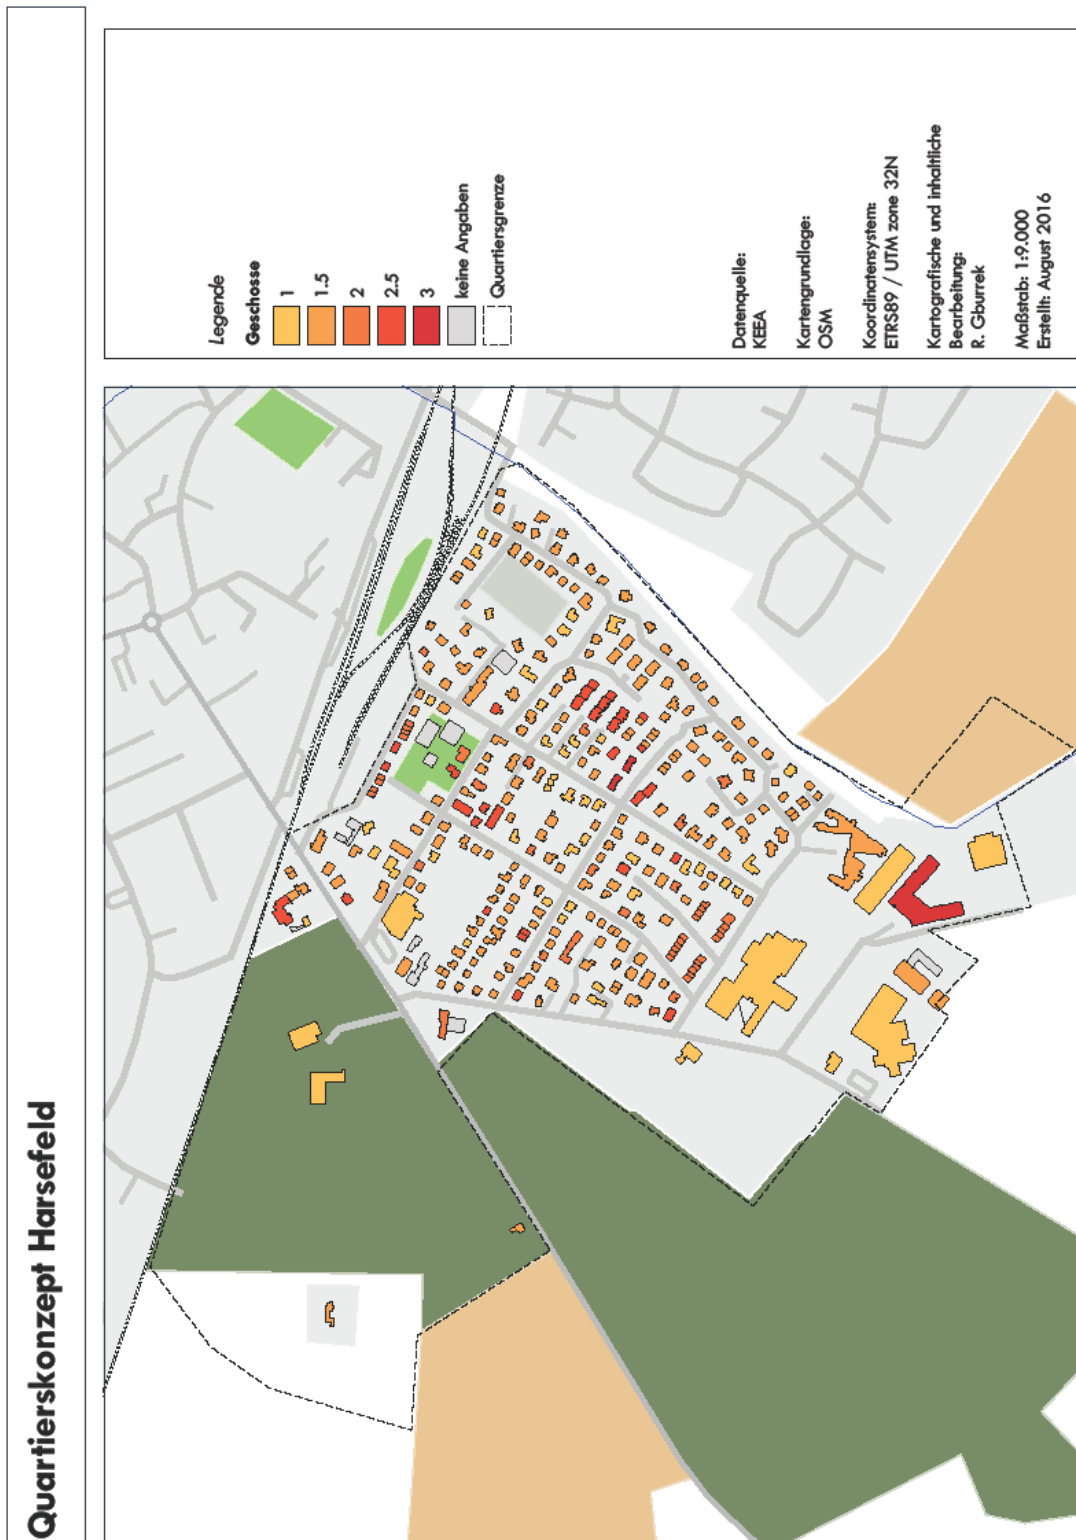 Quartierskonzept Harsefeld
Legende
Geschosse
1
1.5
2
2.5
3
keine Angaben
Quartiersgrenze
Datenquelle:
KEEA
Kartengrundlage:
OSM
Koordinatensystem:
ETRS89 / UTM zone 32N
Kartografische und inhaltliche
Bearbeitung:
R. Gburrek
Maßstab: 1:9.000
Erstellt: August 2016